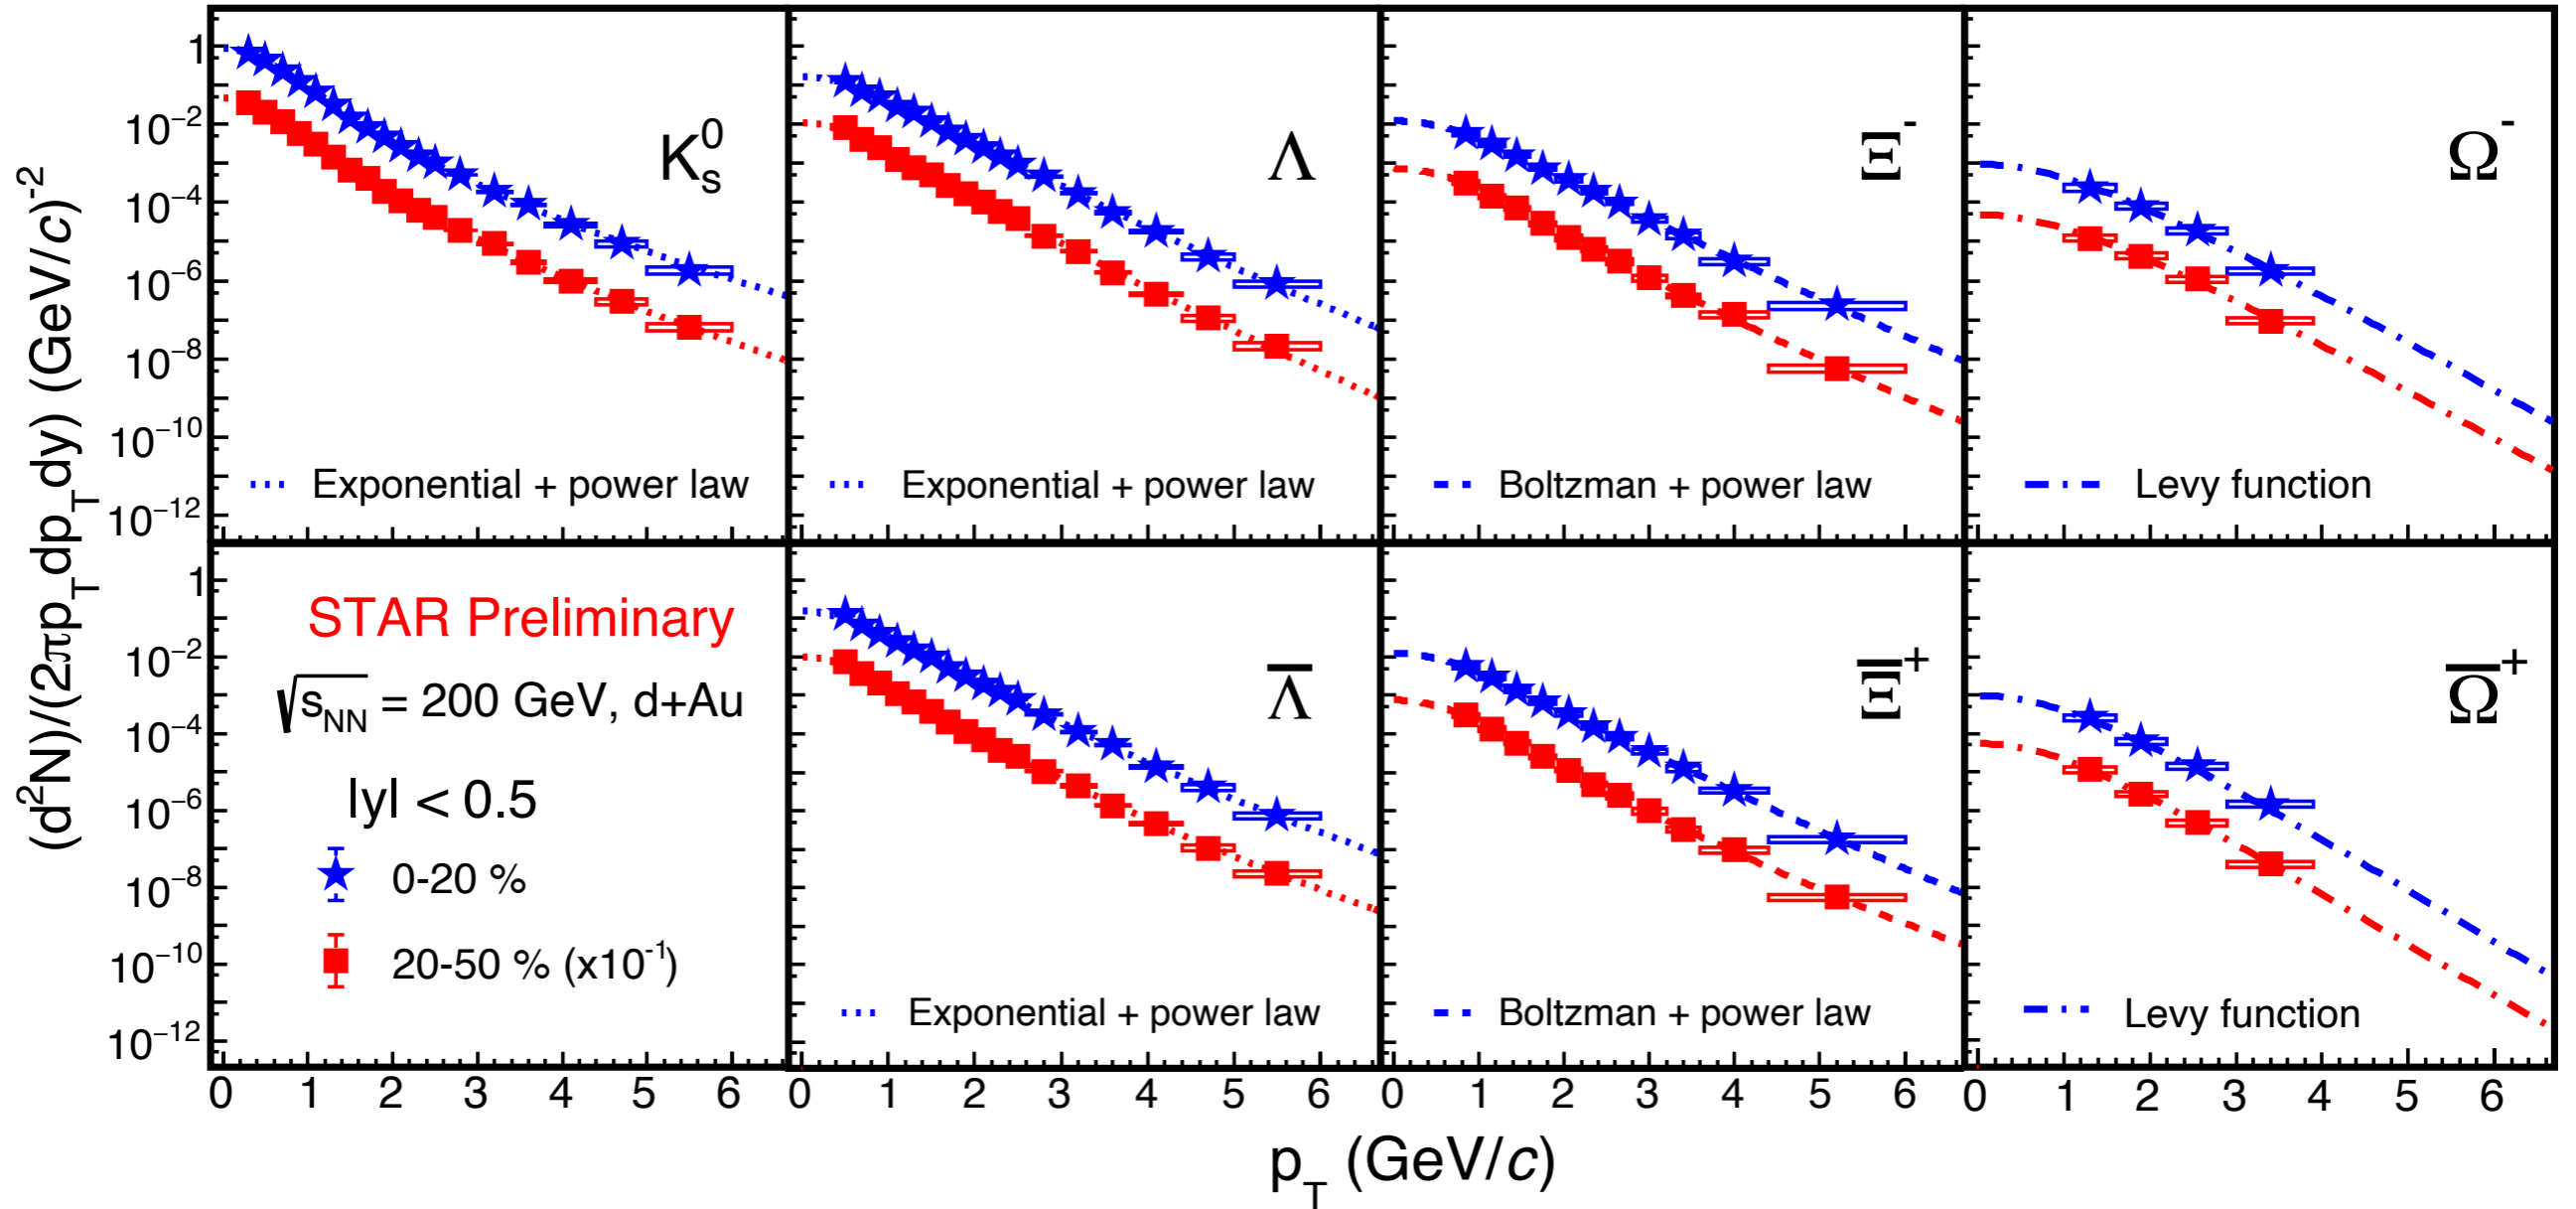 (d²N)/(2πp_T dp_T dy) (GeV/c)⁻²
1
10⁻²
10⁻⁴
10⁻⁶
10⁻⁸
10⁻¹⁰
10⁻¹²
K⁰ₛ
Exponential + power law
Λ
Exponential + power law
Ξ⁻
Boltzman + power law
Ω⁻
Levy function
1
10⁻²
10⁻⁴
10⁻⁶
10⁻⁸
10⁻¹⁰
10⁻¹²
STAR Preliminary
√s_NN = 200 GeV, d+Au
|y| < 0.5
0-20 %
20-50 % (x10⁻¹)
Λ̅
Exponential + power law
Ξ̅⁺
Boltzman + power law
Ω̅⁺
Levy function
0 1 2 3 4 5 6 0 1 2 3 4 5 6 0 1 2 3 4 5 6 0 1 2 3 4 5 6
p_T (GeV/c)